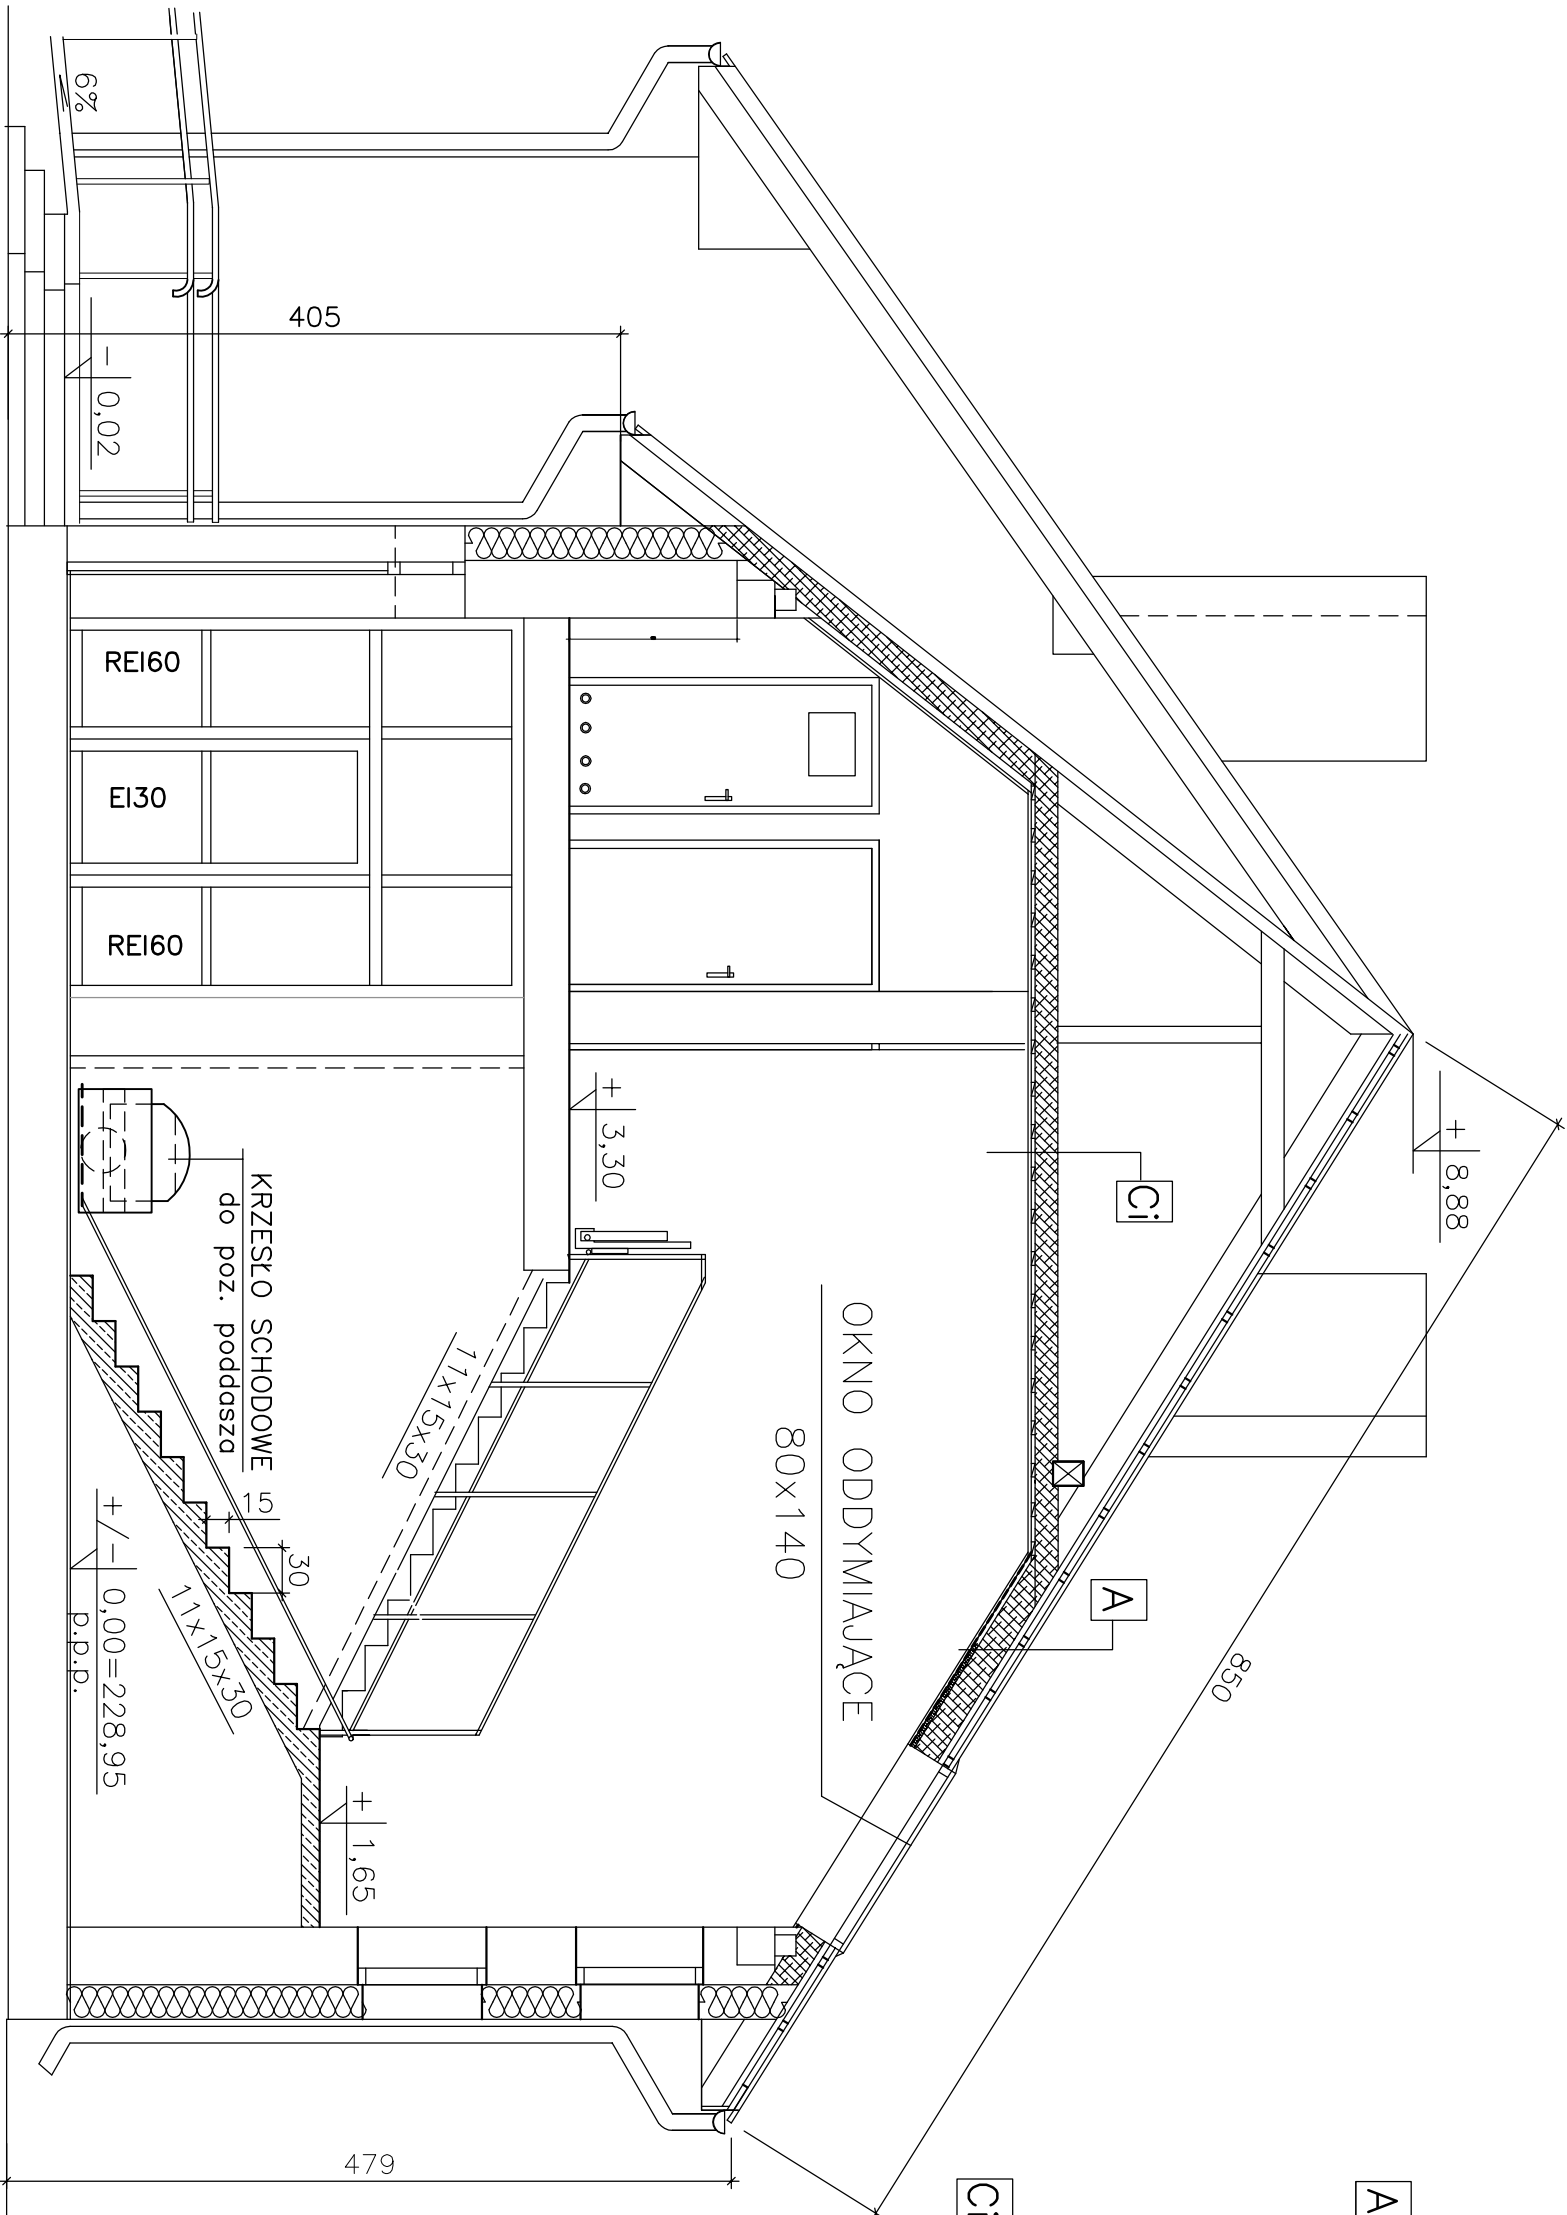 6%
405
- 0,02
REI60
EI30
REI60
+ 8,88
850
Ci
+ 3,30
OKNO ODDYMIAJĄCE
80x140
A
KRZESŁO SCHODOWE
do poz. poddasza
11x15x30
15
30
11x15x30
+/- 0,00=228,95
p.p.p.
+ 1,65
479
A
Ci